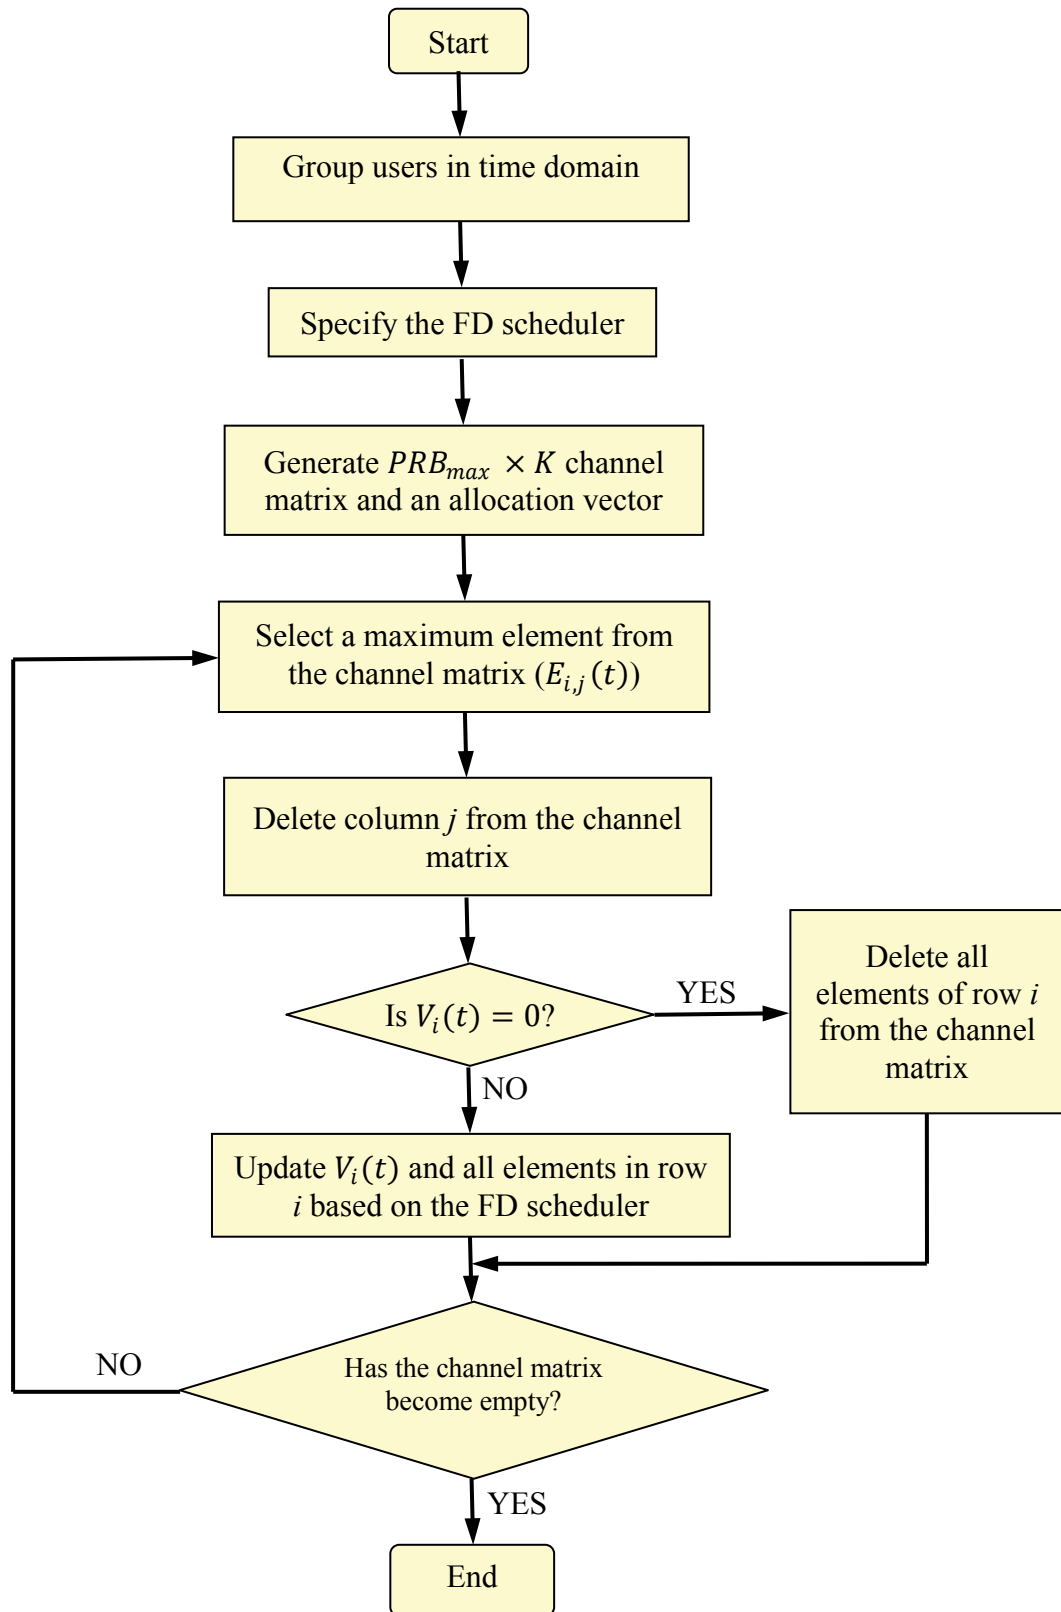 Start
Group users in time domain
Specify the FD scheduler
Generate PRB_max × K channel
matrix and an allocation vector
Select a maximum element from
the channel matrix (E_{i,j}(t))
Delete column j from the channel
matrix
Is V_i(t) = 0?
YES
Delete all
elements of row i
from the channel
matrix
NO
Update V_i(t) and all elements in row
i based on the FD scheduler
NO
Has the channel matrix
become empty?
YES
End